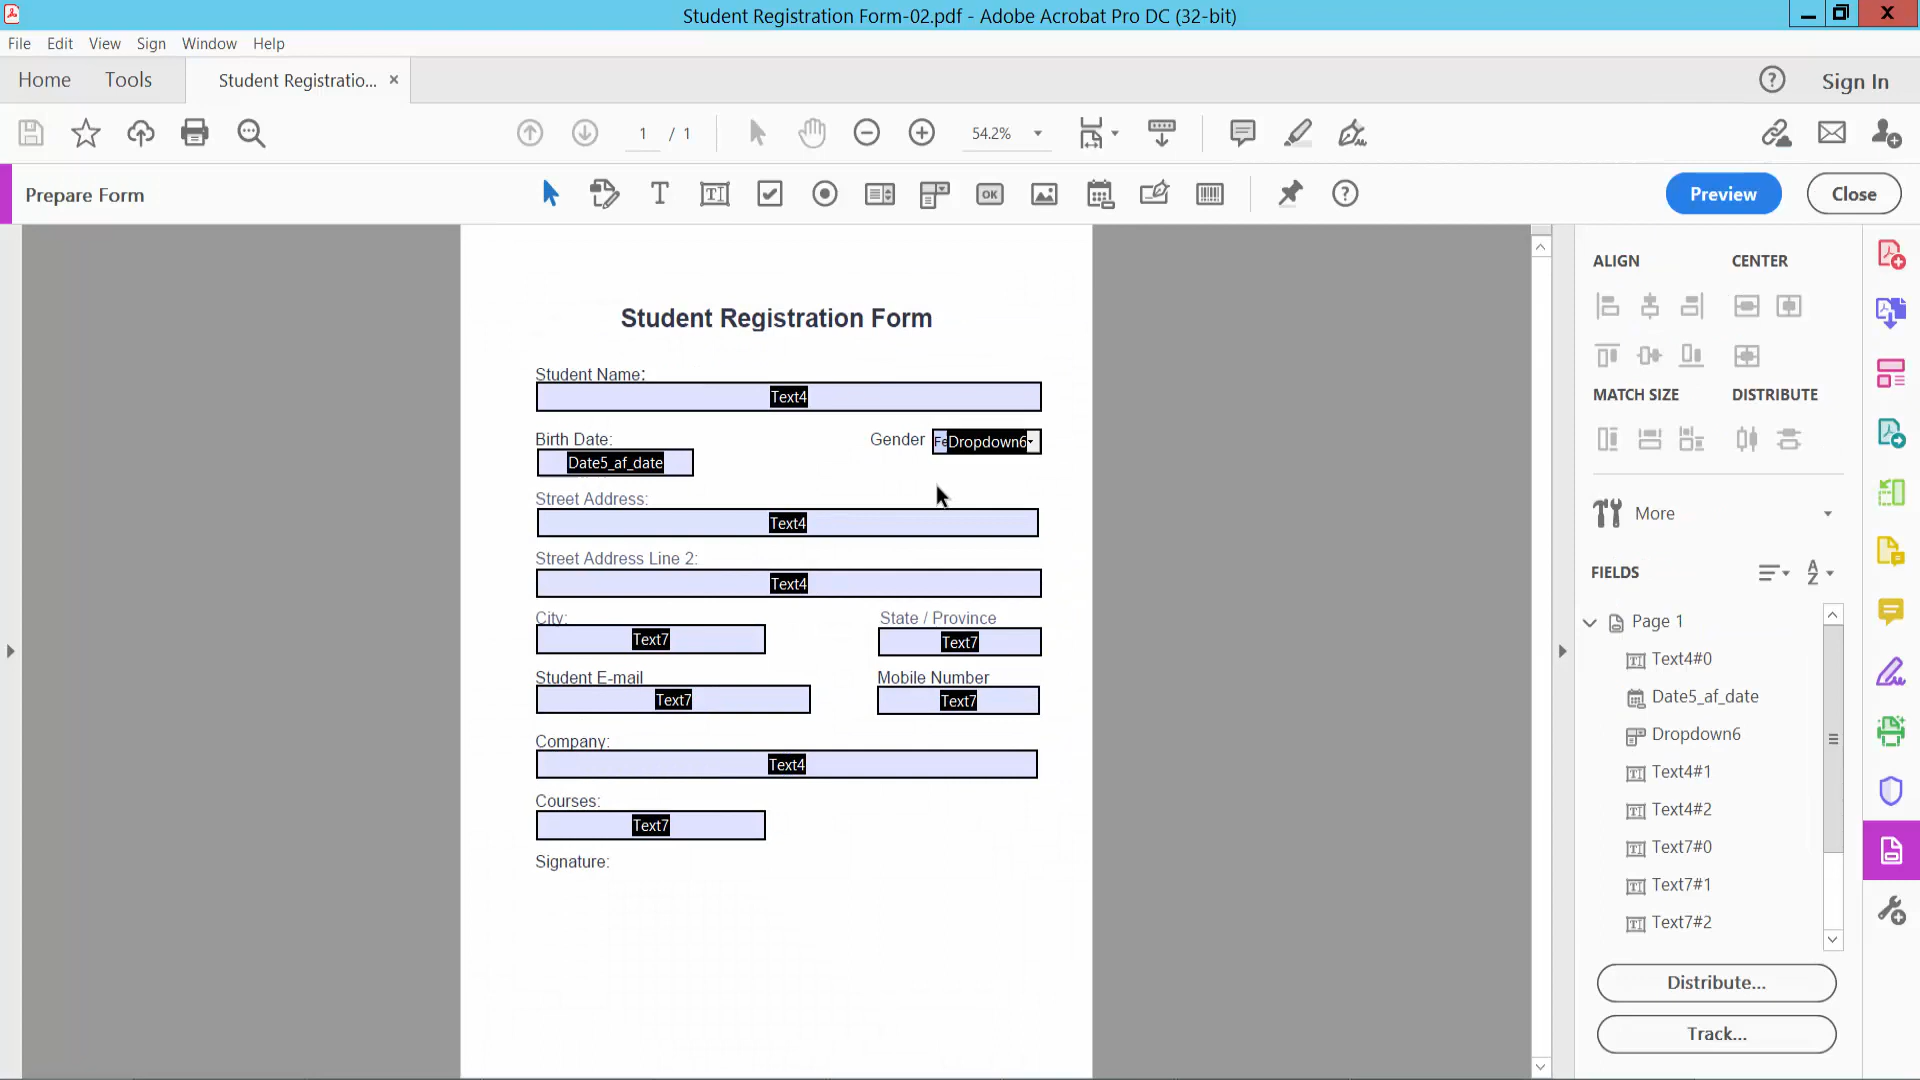 Student Registration Form-02.pdf - Adobe Acrobat Pro DC (32-bit)
File Edit View Sign Window Help
Home Tools Student Registratio... Sign In
1 / 1 54.2%
Prepare Form OK Preview Close
Student Registration Form
Student Name:
Text4
Birth Date: Gender Fe Dropdown6
Date5_af_date
Street Address:
Text4
Street Address Line 2:
Text4
City: State / Province
Text7 Text7
Student E-mail Mobile Number
Text7 Text7
Company:
Text4
Courses:
Text7
Signature:
ALIGN CENTER
MATCH SIZE DISTRIBUTE
More
FIELDS
Page 1
Text4#0
Date5_af_date
Dropdown6
Text4#1
Text4#2
Text7#0
Text7#1
Text7#2
Distribute...
Track...